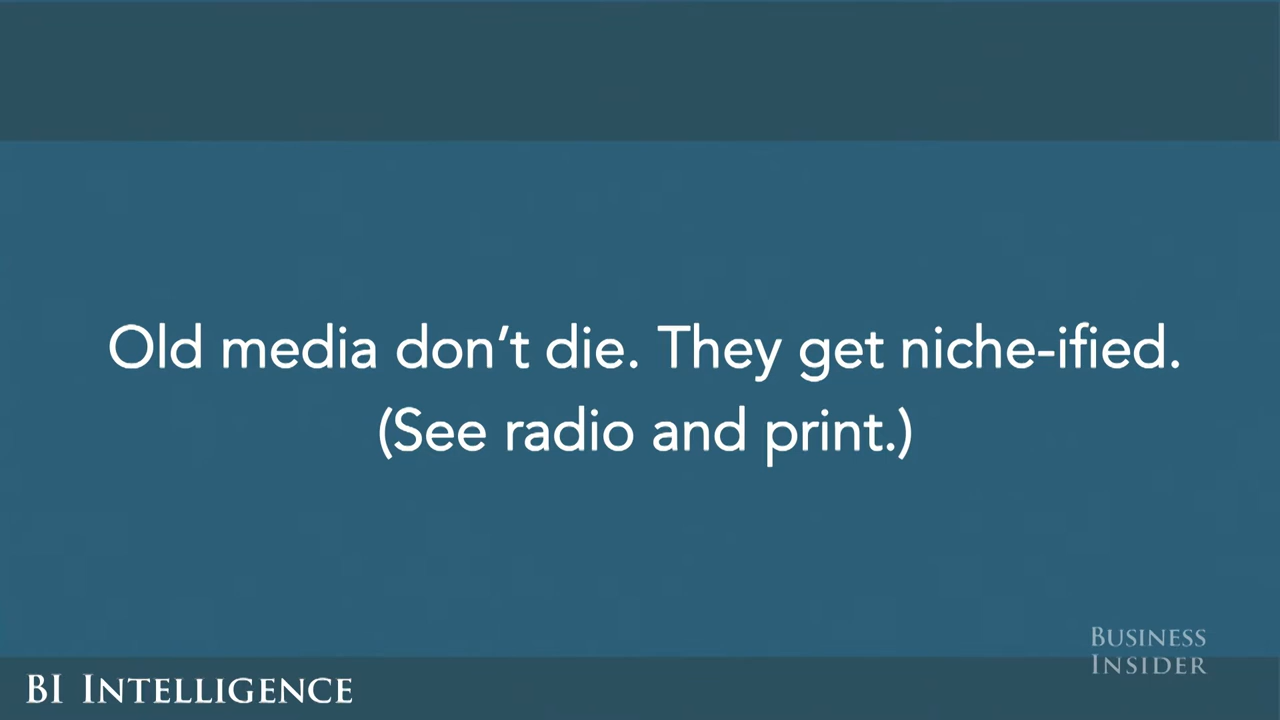 Old media don't die. They get niche-ified.
(See radio and print.)
BUSINESS
INSIDER
BI INTELLIGENCE